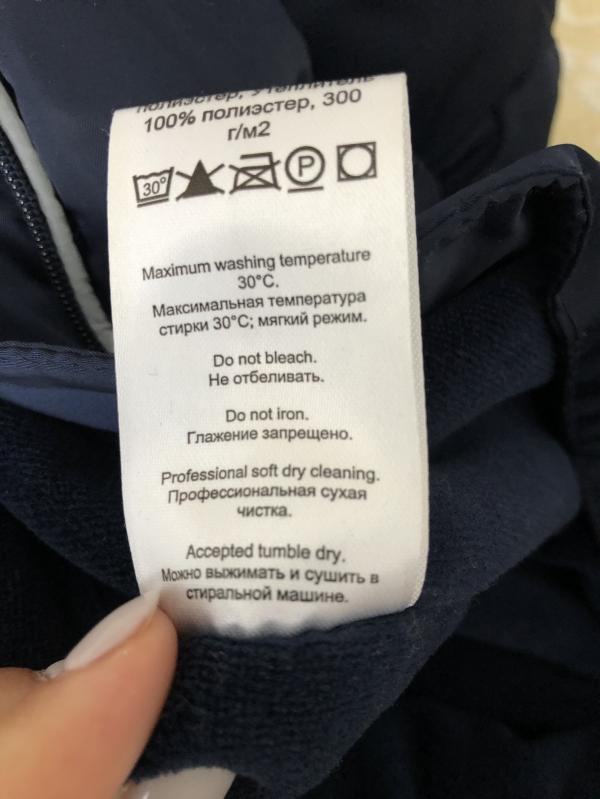 полиэстер, Утеплитель
100% полиэстер, 300
г/м2
30°
P
Maximum washing temperature
30°C.
Максимальная температура
стирки 30°C; мягкий режим.
Do not bleach.
Не отбеливать.
Do not iron.
Глажение запрещено.
Professional soft dry cleaning.
Профессиональная сухая
чистка.
Accepted tumble dry.
Можно выжимать и сушить в
стиральной машине.